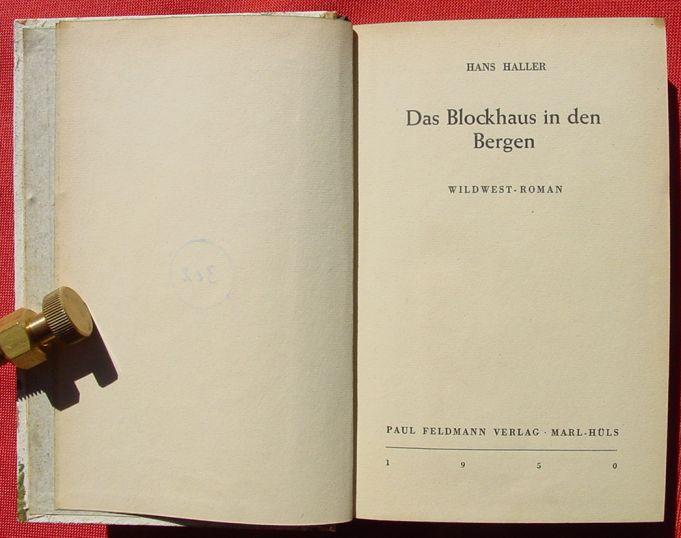 HANS HALLER
Das Blockhaus in den
Bergen
WILDWEST-ROMAN
PAUL FELDMANN VERLAG · MARL-HÜLS
1 9 5 0